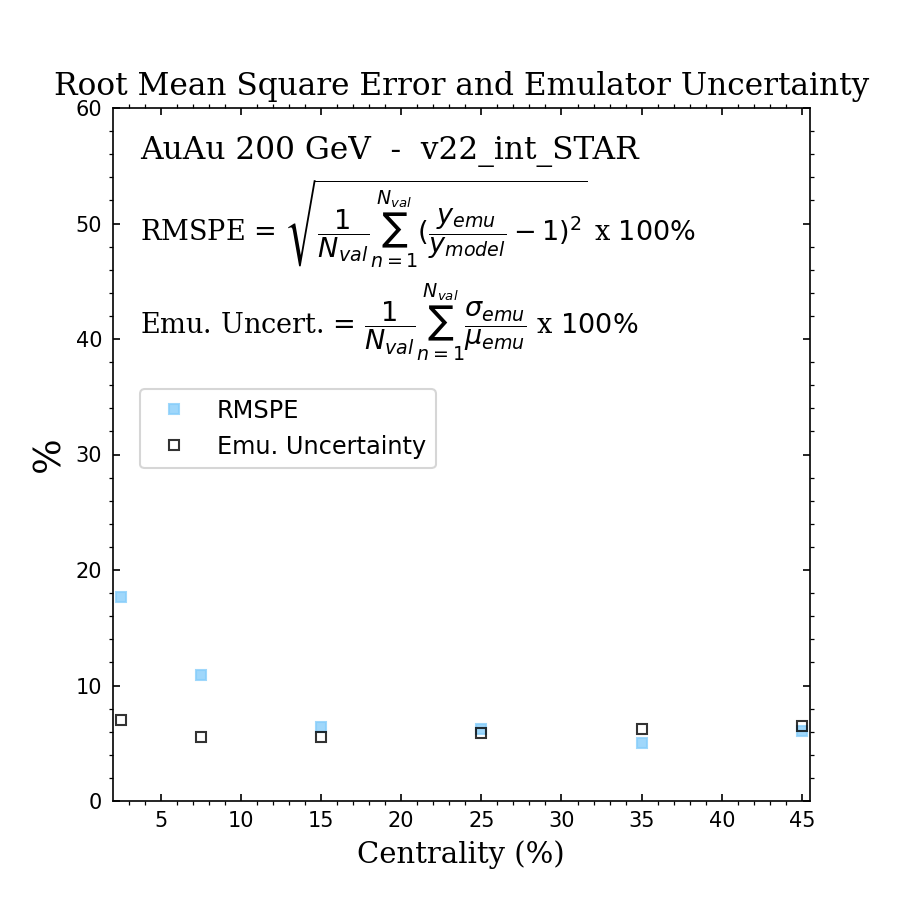 Root Mean Square Error and Emulator Uncertainty
AuAu 200 GeV - v22_int_STAR
RMSPE = √(1/N_val ∑_{n=1}^{N_val} (y_emu/y_model − 1)²) x 100%
Emu. Uncert. = 1/N_val ∑_{n=1}^{N_val} σ_emu/μ_emu x 100%
RMSPE
Emu. Uncertainty
%
60
50
40
30
20
10
0
5 10 15 20 25 30 35 40 45
Centrality (%)